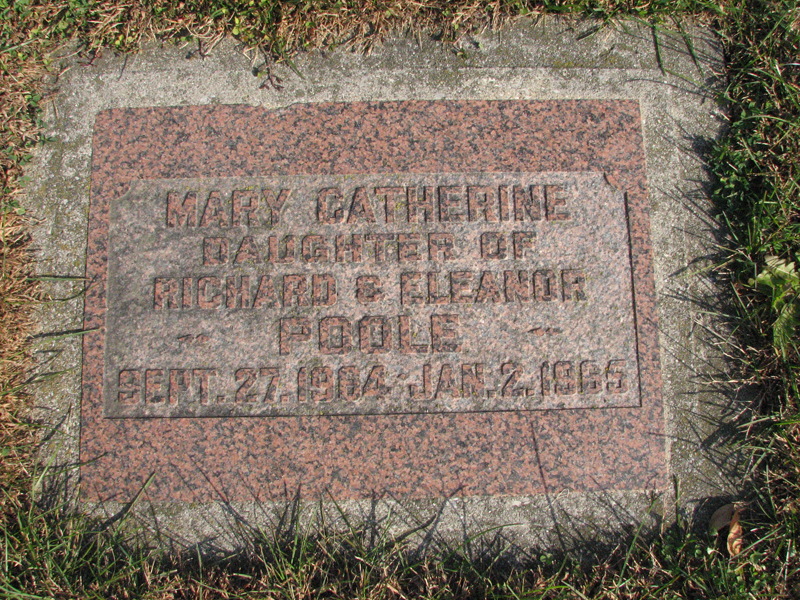 MARY CATHERINE
DAUGHTER OF
RICHARD & ELEANOR
POOLE
SEPT. 27. 1964 - JAN. 2. 1965